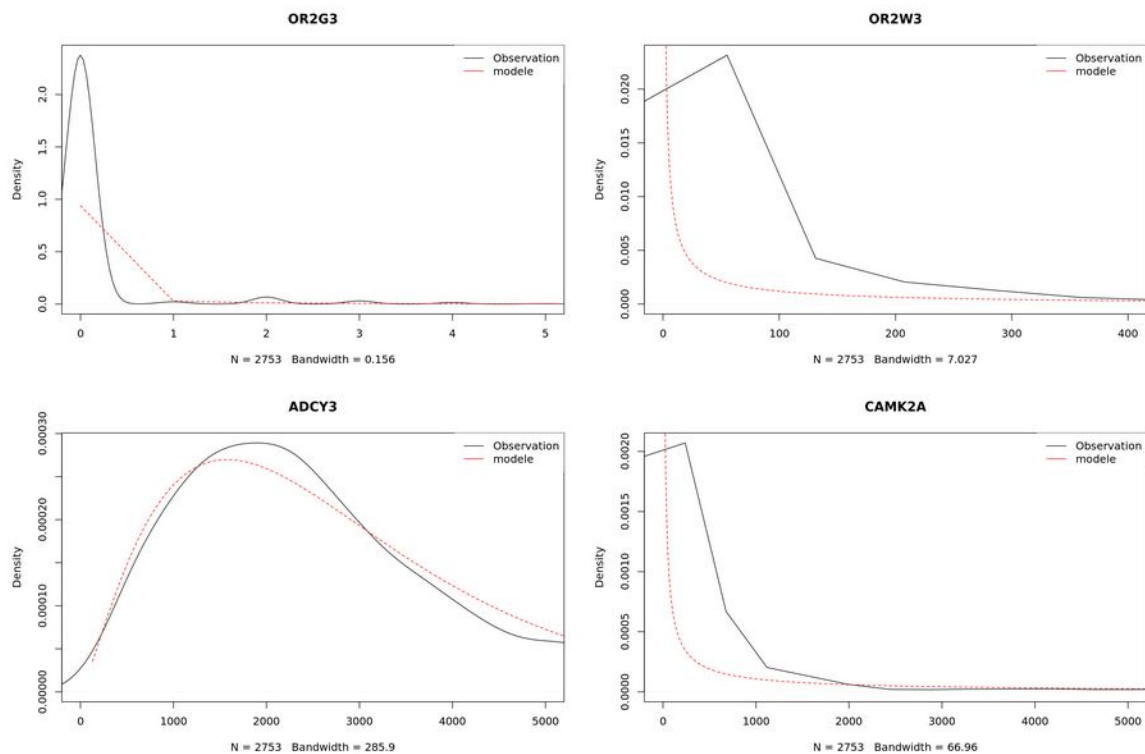 OR2G3
Density
0.0
0.5
1.0
1.5
2.0
0
1
2
3
4
5
Observation
modele
N = 2753 Bandwidth = 0.156
OR2W3
Density
0.000
0.005
0.010
0.015
0.020
0
100
200
300
400
Observation
modele
N = 2753 Bandwidth = 7.027
ADCY3
Density
0.00000
0.00010
0.00020
0.00030
0
1000
2000
3000
4000
5000
Observation
modele
N = 2753 Bandwidth = 285.9
CAMK2A
Density
0.0000
0.0005
0.0010
0.0015
0.0020
0
1000
2000
3000
4000
5000
Observation
modele
N = 2753 Bandwidth = 66.96